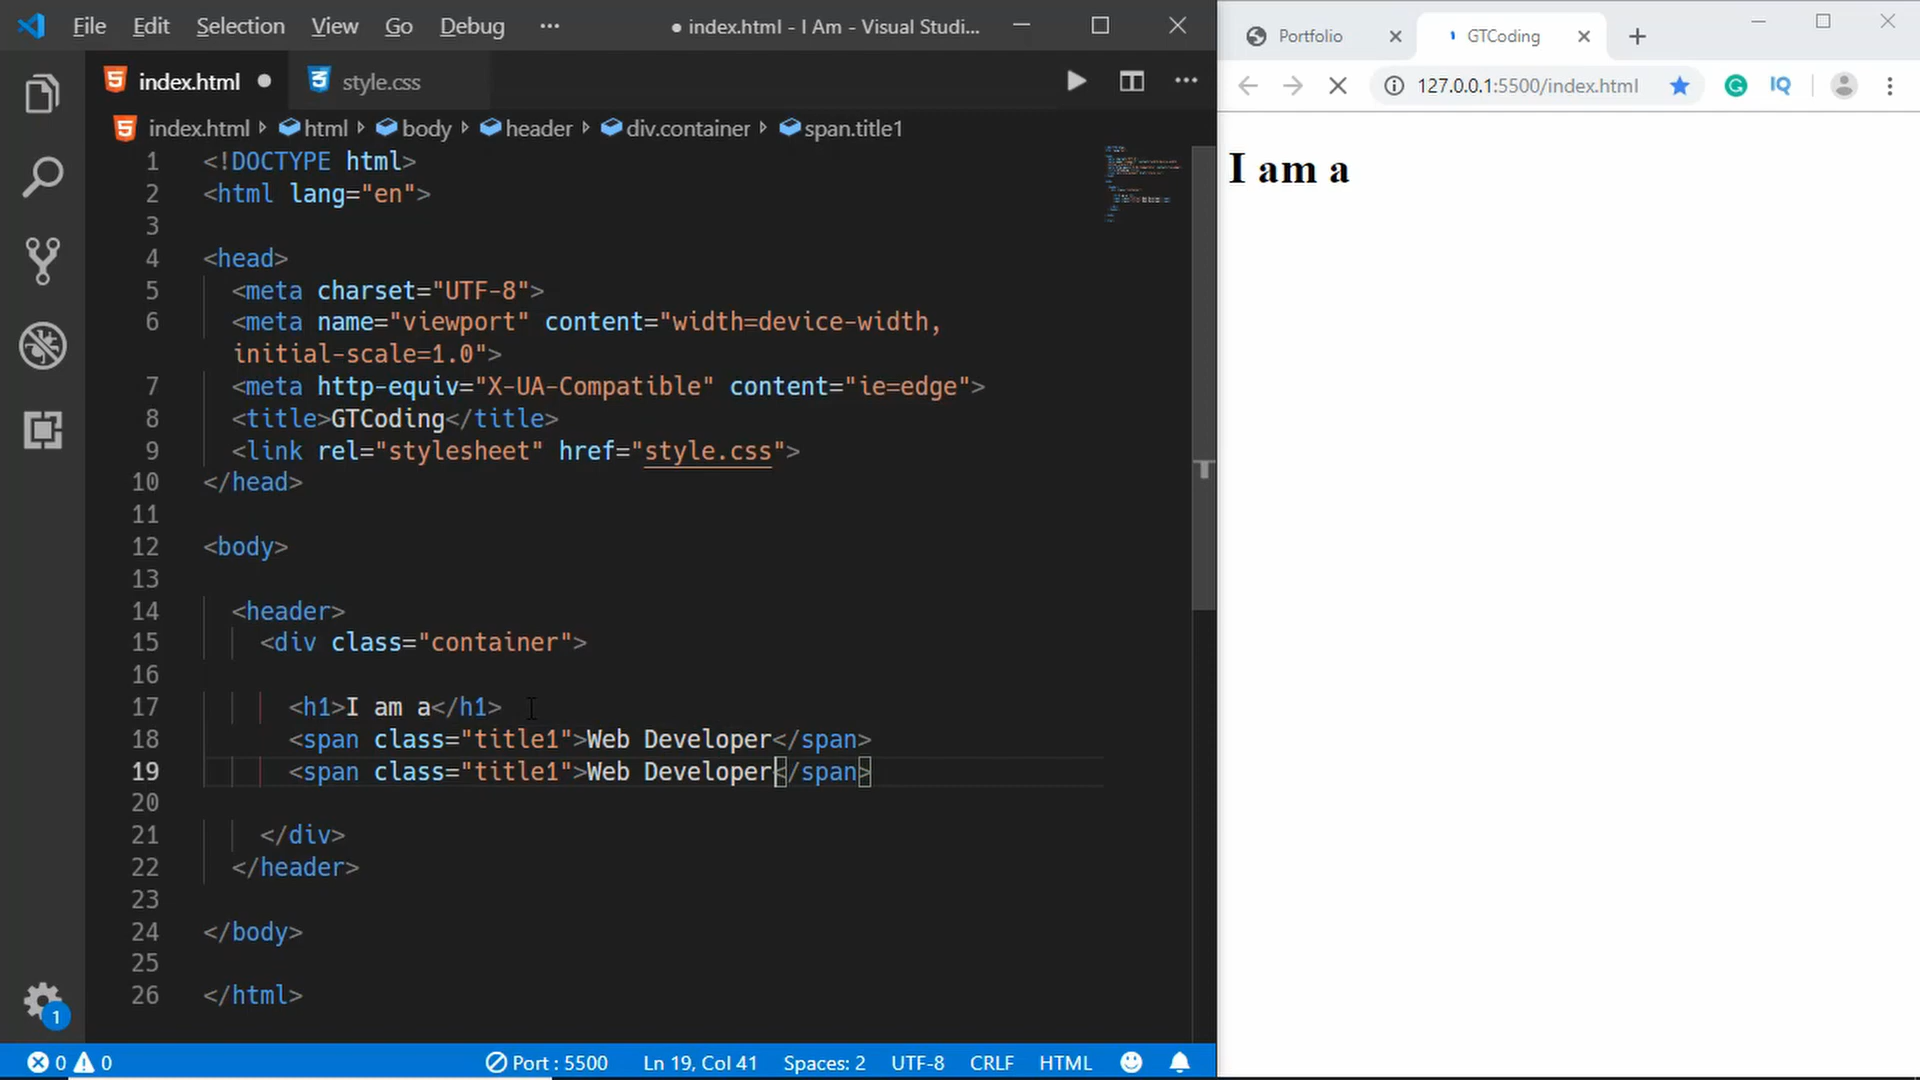 File Edit Selection View Go Debug ··· ● index.html - I Am - Visual Studi...
index.html ● style.css
index.html > html > body > header > div.container > span.title1
1 <!DOCTYPE html>
2 <html lang="en">
3
4 <head>
5 <meta charset="UTF-8">
6 <meta name="viewport" content="width=device-width,
initial-scale=1.0">
7 <meta http-equiv="X-UA-Compatible" content="ie=edge">
8 <title>GTCoding</title>
9 <link rel="stylesheet" href="style.css">
10 </head>
11
12 <body>
13
14 <header>
15 <div class="container">
16
17 <h1>I am a</h1>
18 <span class="title1">Web Developer</span>
19 <span class="title1">Web Developer</span>
20
21 </div>
22 </header>
23
24 </body>
25
26 </html>
1
0 0 Port : 5500 Ln 19, Col 41 Spaces: 2 UTF-8 CRLF HTML
Portfolio GTCoding
127.0.0.1:5500/index.html IQ
I am a